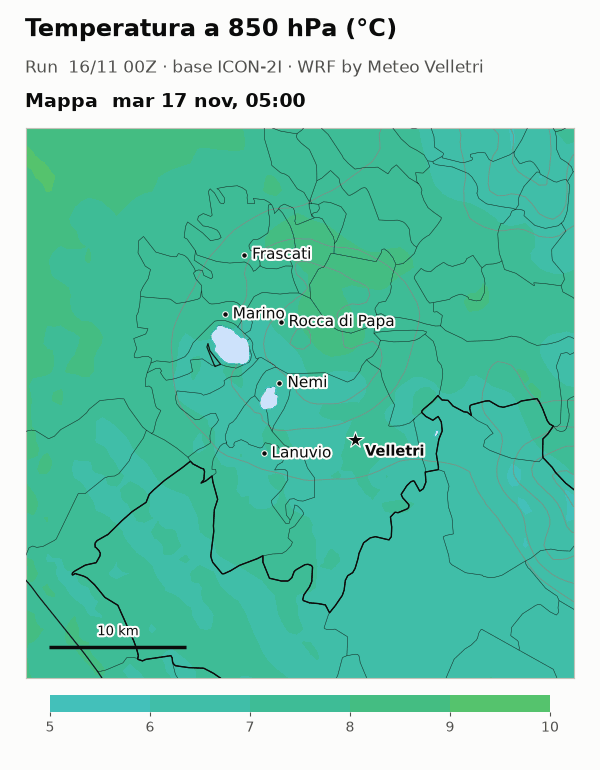 Temperatura a 850 hPa (°C)
Run  16/11 00Z · base ICON-2I · WRF by Meteo Velletri
Mappa  mar 17 nov, 05:00
Frascati
Marino
Rocca di Papa
Nemi
Velletri
Lanuvio
10 km
5 6 7 8 9 10